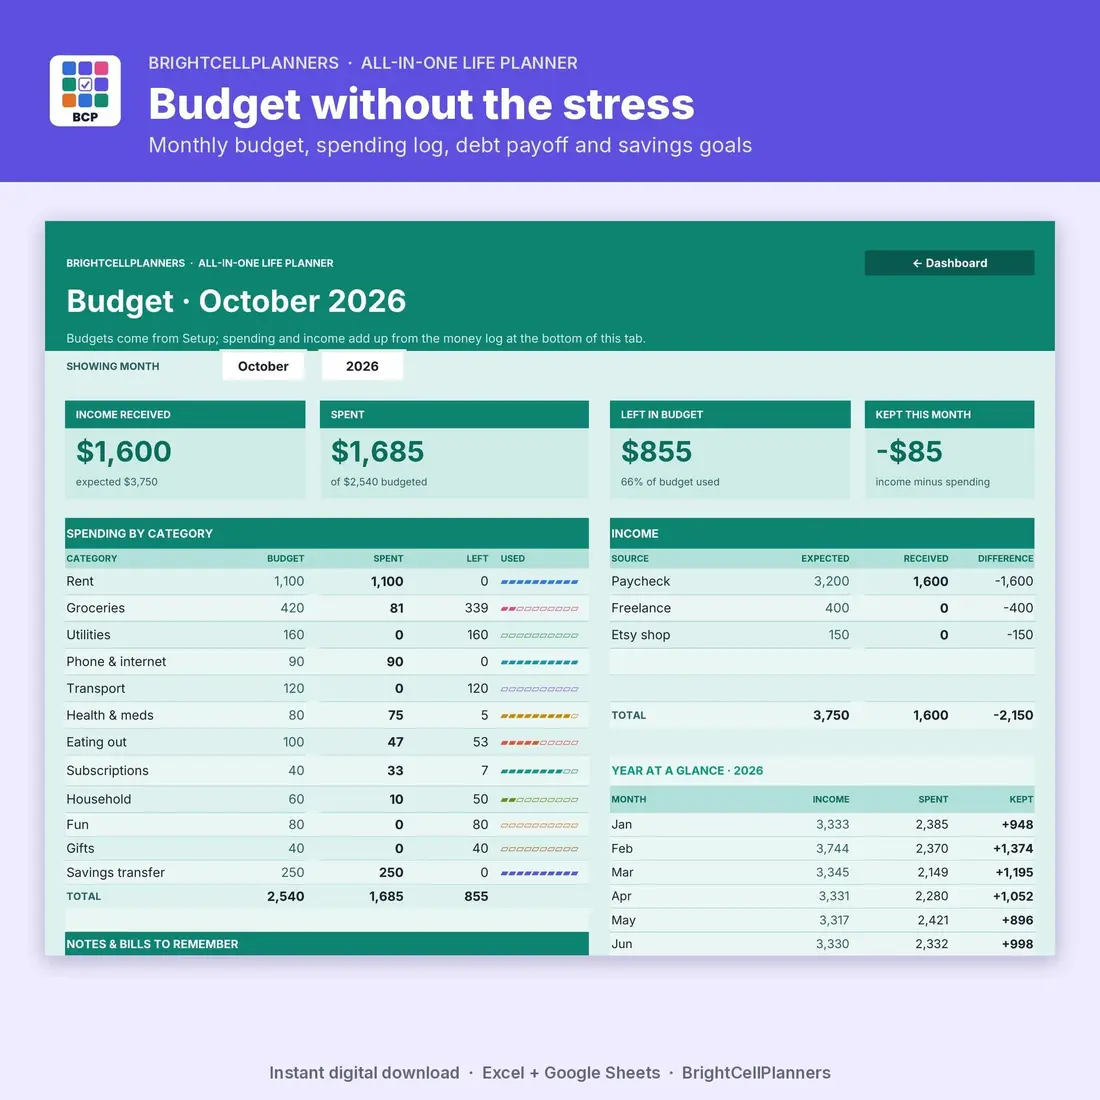 BCP
BRIGHTCELLPLANNERS · ALL-IN-ONE LIFE PLANNER
Budget without the stress
Monthly budget, spending log, debt payoff and savings goals
BRIGHTCELLPLANNERS · ALL-IN-ONE LIFE PLANNER
← Dashboard
Budget · October 2026
Budgets come from Setup; spending and income add up from the money log at the bottom of this tab.
SHOWING MONTH October 2026
INCOME RECEIVED
$1,600
expected $3,750
SPENT
$1,685
of $2,540 budgeted
LEFT IN BUDGET
$855
66% of budget used
KEPT THIS MONTH
-$85
income minus spending
SPENDING BY CATEGORY
CATEGORY BUDGET SPENT LEFT USED
Rent 1,100 1,100 0
Groceries 420 81 339
Utilities 160 0 160
Phone & internet 90 90 0
Transport 120 0 120
Health & meds 80 75 5
Eating out 100 47 53
Subscriptions 40 33 7
Household 60 10 50
Fun 80 0 80
Gifts 40 0 40
Savings transfer 250 250 0
TOTAL 2,540 1,685 855
NOTES & BILLS TO REMEMBER
INCOME
SOURCE EXPECTED RECEIVED DIFFERENCE
Paycheck 3,200 1,600 -1,600
Freelance 400 0 -400
Etsy shop 150 0 -150
TOTAL 3,750 1,600 -2,150
YEAR AT A GLANCE · 2026
MONTH INCOME SPENT KEPT
Jan 3,333 2,385 +948
Feb 3,744 2,370 +1,374
Mar 3,345 2,149 +1,195
Apr 3,331 2,280 +1,052
May 3,317 2,421 +896
Jun 3,330 2,332 +998
Instant digital download · Excel + Google Sheets · BrightCellPlanners